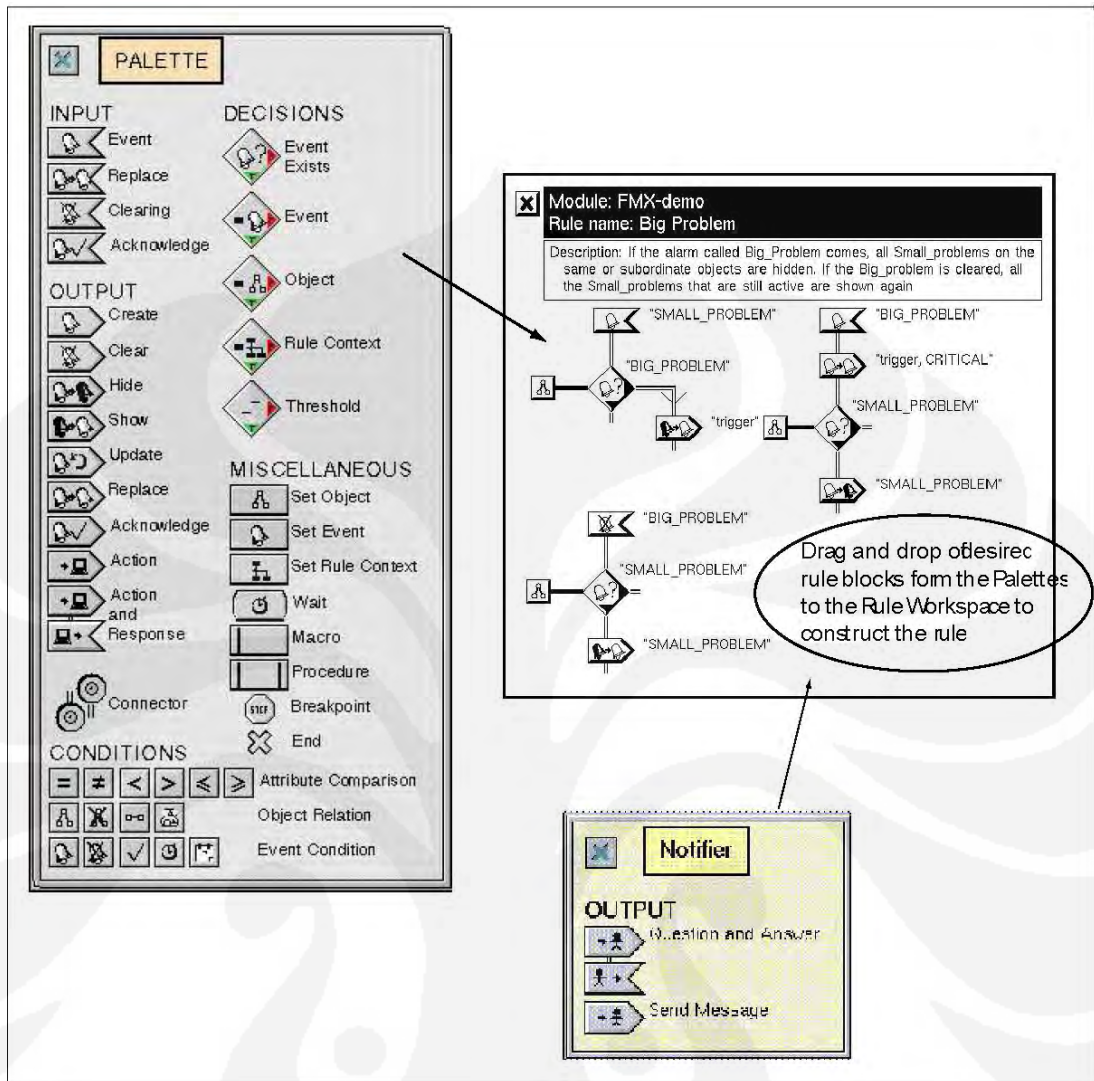 PALETTE
INPUT
Event
Replace
Clearing
Acknowledge
OUTPUT
Create
Clear
Hide
Show
Update
Replace
Acknowledge
Action
Action
and
Response
Connector
DECISIONS
Event
Exists
Event
Object
Rule Context
Threshold
MISCELLANEOUS
Set Object
Set Event
Set Rule Context
Wait
Macro
Procedure
STOP
Breakpoint
End
CONDITIONS
= ≠ < > ⩽ ⩾ Attribute Comparison
Object Relation
Event Condition
Module: FMX-demo
Rule name: Big Problem
Description: If the alarm called Big_Problem comes, all Small_problems on the
same or subordinate objects are hidden. If the Big_problem is cleared, all
the Small_problems that are still active are shown again
"SMALL_PROBLEM"
"BIG_PROBLEM"
"trigger"
"BIG_PROBLEM"
"trigger, CRITICAL"
"SMALL_PROBLEM"
"SMALL_PROBLEM"
"BIG_PROBLEM"
"SMALL_PROBLEM"
"SMALL_PROBLEM"
Drag and drop ofdesirec
rule blocks form the Palettes
to the Rule Workspace to
construct the rule
Notifier
OUTPUT
Question and Answer
Send Message